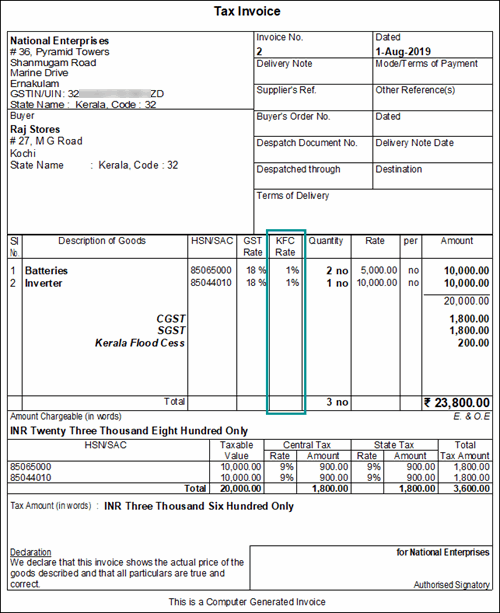 Tax Invoice
National Enterprises
# 36, Pyramid Towers
Shanmugam Road
Marine Drive
Ernakulam
GSTIN/UIN: 32 ZD
State Name : Kerala, Code : 32
Invoice No.
2
Dated
1-Aug-2019
Delivery Note
Mode/Terms of Payment
Supplier's Ref.
Other Reference(s)
Buyer
Raj Stores
# 27, M G Road
Kochi
State Name : Kerala, Code : 32
Buyer's Order No.
Dated
Despatch Document No.
Delivery Note Date
Despatched through
Destination
Terms of Delivery
Sl No. Description of Goods HSN/SAC GST Rate KFC Rate Quantity Rate per Amount
1 Batteries 85065000 18 % 1% 2 no 5,000.00 no 10,000.00
2 Inverter 85044010 18 % 1% 1 no 10,000.00 no 10,000.00
20,000.00
CGST 1,800.00
SGST 1,800.00
Kerala Flood Cess 200.00
Total 3 no ₹ 23,800.00
Amount Chargeable (in words) E. & O.E
INR Twenty Three Thousand Eight Hundred Only
HSN/SAC Taxable Value Central Tax Rate Amount State Tax Rate Amount Total Tax Amount
85065000 10,000.00 9% 900.00 9% 900.00 1,800.00
85044010 10,000.00 9% 900.00 9% 900.00 1,800.00
Total 20,000.00 1,800.00 1,800.00 3,600.00
Tax Amount (in words) : INR Three Thousand Six Hundred Only
Declaration
We declare that this invoice shows the actual price of the
goods described and that all particulars are true and
correct.
for National Enterprises
Authorised Signatory
This is a Computer Generated Invoice